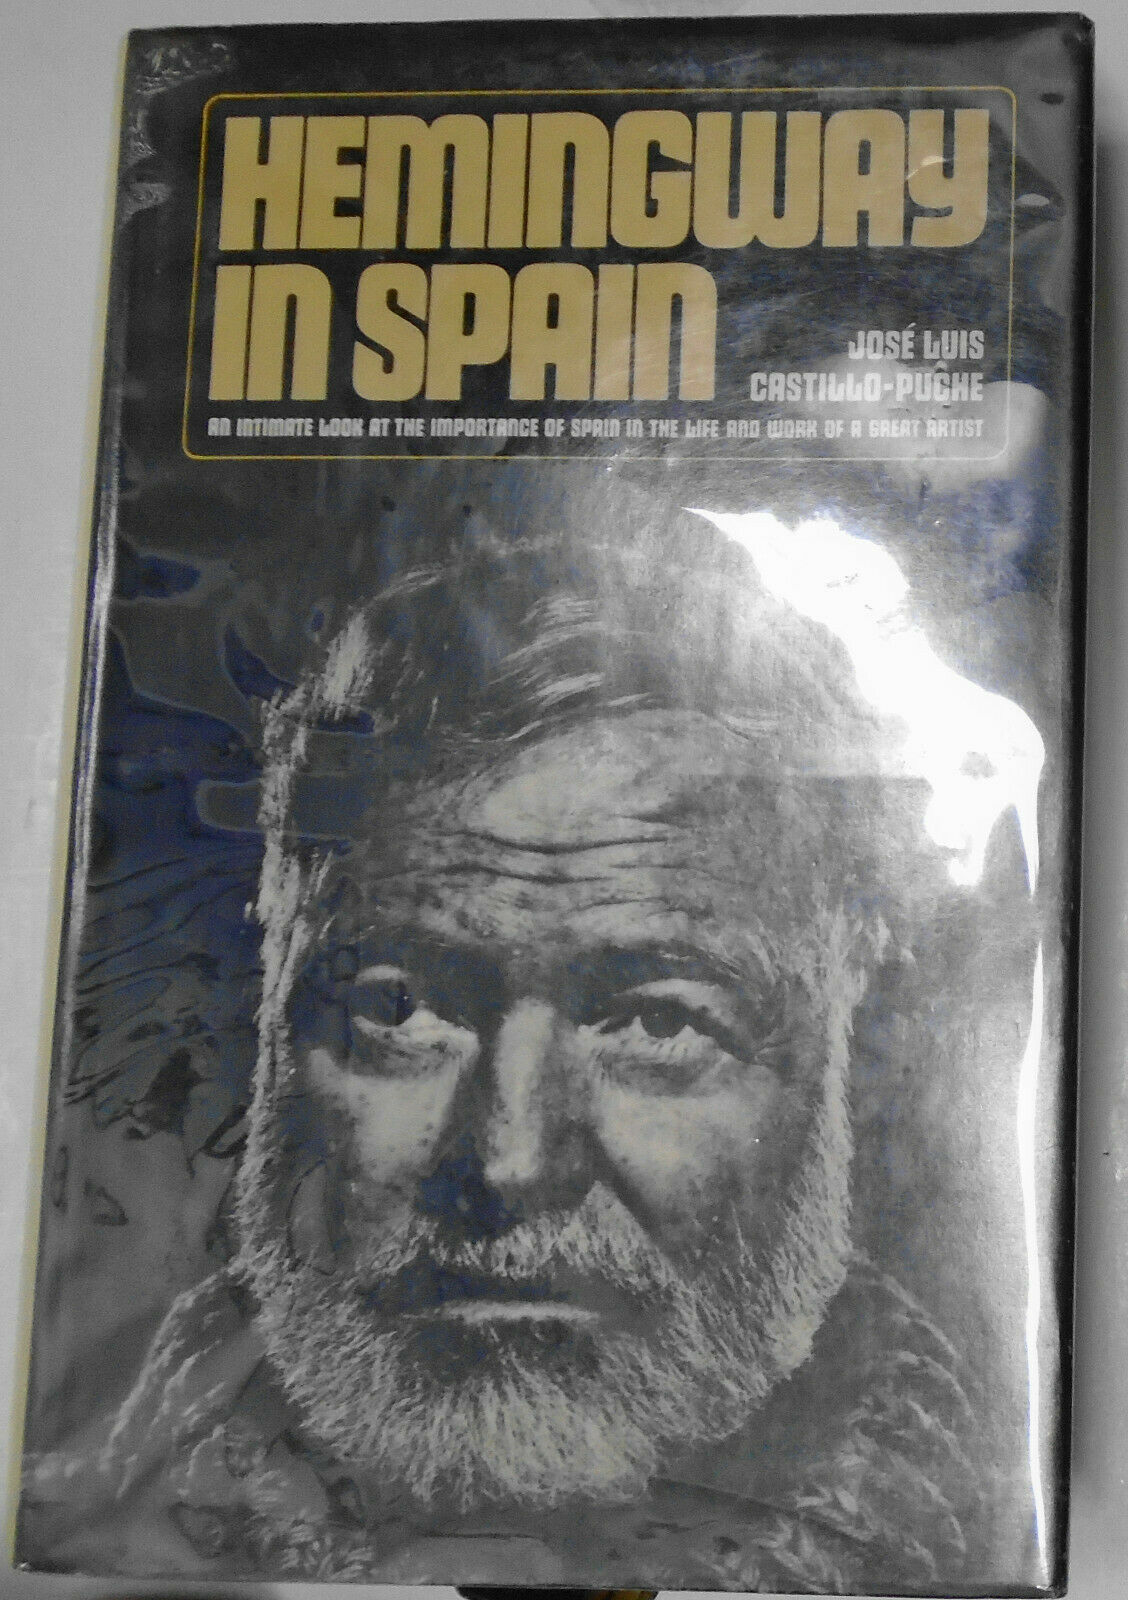 HEMINGWAY
IN SPAIN
JOSÉ LUIS
CASTILLO-PUCHE
AN INTIMATE LOOK AT THE IMPORTANCE OF SPAIN IN THE LIFE AND WORK OF A GREAT ARTIST